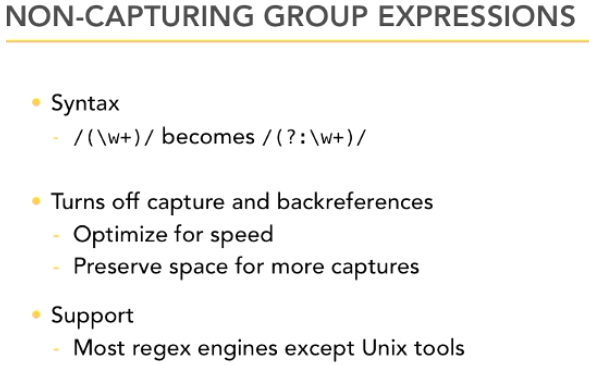 NON-CAPTURING GROUP EXPRESSIONS
• Syntax
- /(\w+)/ becomes /(?:\w+)/
• Turns off capture and backreferences
- Optimize for speed
- Preserve space for more captures
• Support
- Most regex engines except Unix tools